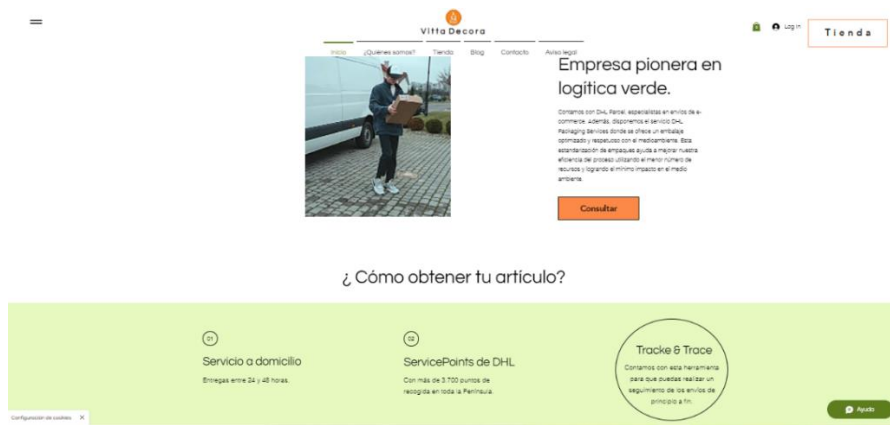 Vitta Decora
Log In
Tienda
Inicio ¿Quiénes somos? Tienda Blog Contacto Aviso legal
Empresa pionera en
logítica verde.
Contamos con DHL Parcel, especialistas en envíos de e-
commerce. Además, disponemos el servicio DHL
Packaging Services donde se ofrece un embalaje
optimizado y respetuoso con el medioambiente. Esta
estandarización de empaques ayuda a mejorar nuestra
eficiencia del proceso utilizando el menor número de
recursos y logrando el mínimo impacto en el medio
ambiente.
Consultar
¿ Cómo obtener tu artículo?
01
Servicio a domicilio
Entregas entre 24 y 48 horas.
02
ServicePoints de DHL
Con más de 3.700 puntos de
recogida en toda la Península.
Tracke & Trace
Contamos con esta herramienta
para que puedas realizar un
seguimiento de los envíos de
principio a fin.
Configuración de cookies X
Ayuda